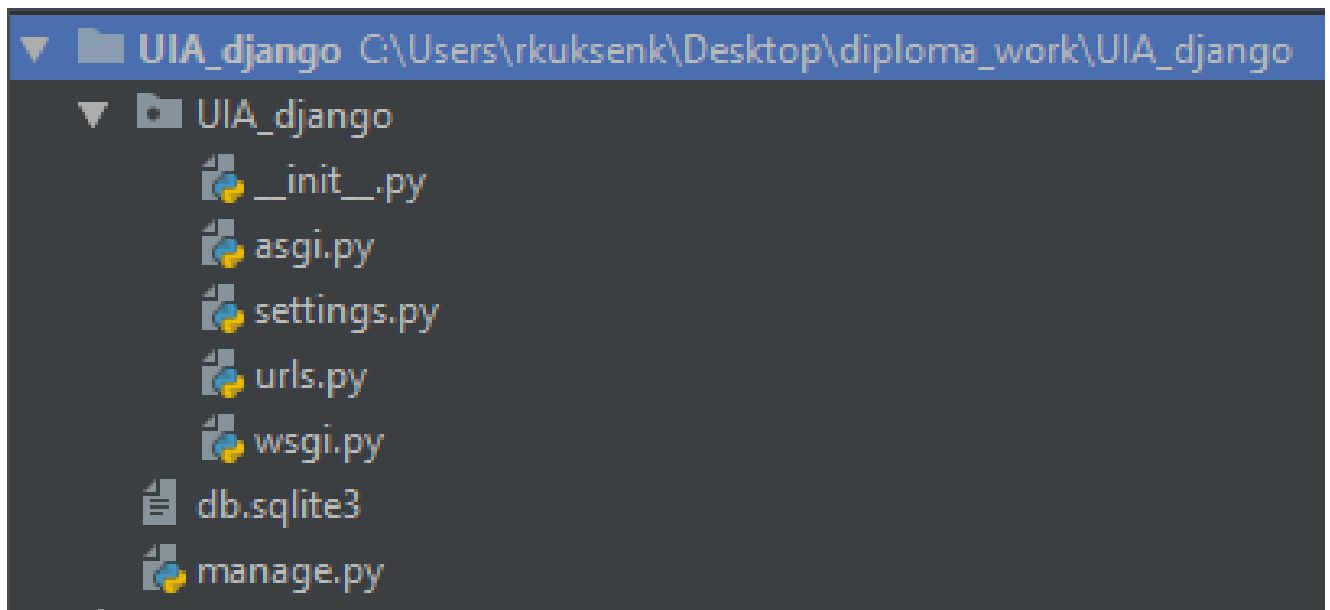 UIA_django C:\Users\rkuksenk\Desktop\diploma_work\UIA_django
UIA_django
__init__.py
asgi.py
settings.py
urls.py
wsgi.py
db.sqlite3
manage.py